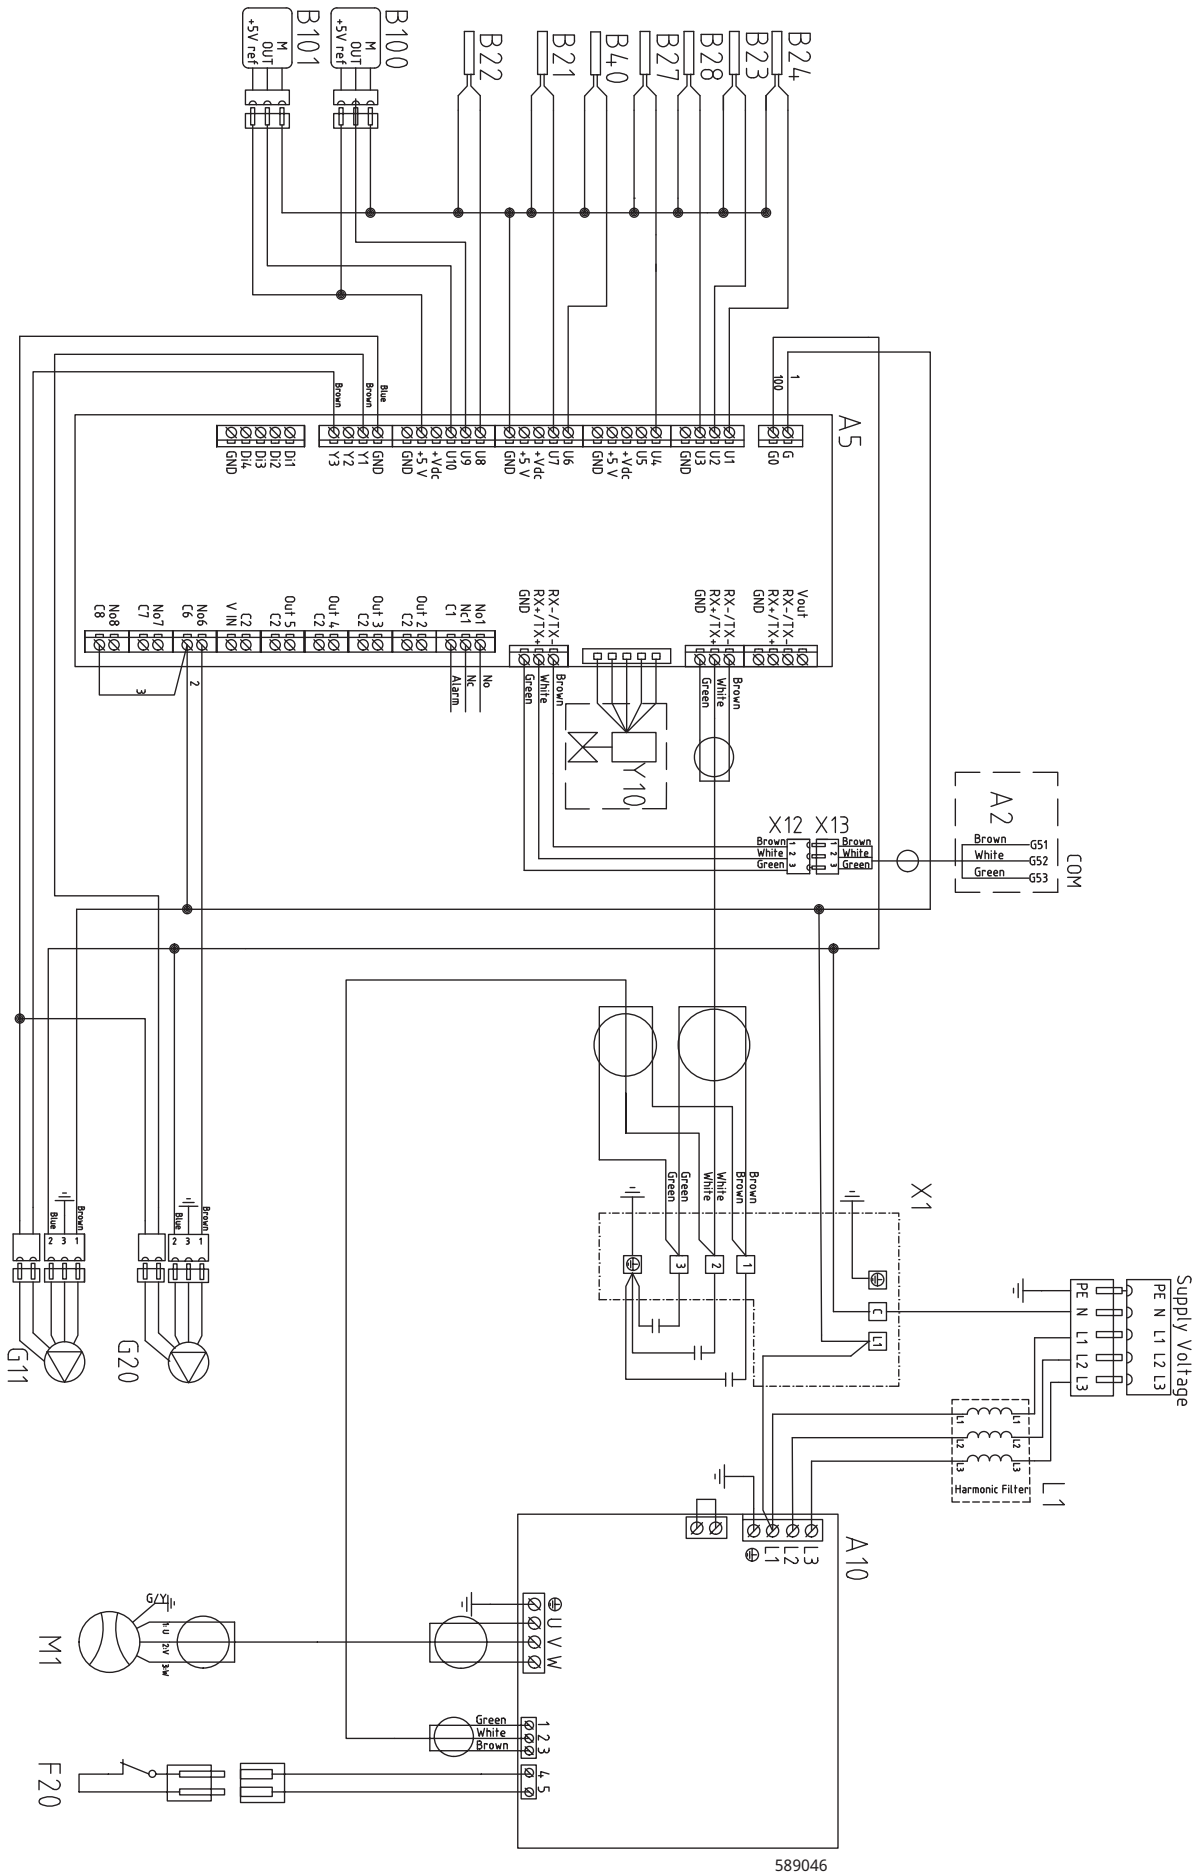 B101
M
OUT
+5V ref
B100
M
OUT
+5V ref
B22
B21
B40
B27
B28
B23
B24
Brown
Brown
Blue
100
1
A5
GND
Di4
Di3
Di2
Di1
Y3
Y2
Y1
GND
GND
+5 V
+Vdc
U10
U9
U8
GND
+5 V
+Vdc
U7
U6
GND
+5 V
+Vdc
U5
U4
GND
U3
U2
U1
G0
G
C8
No8
C7
No7
C6
No6
V IN
C2
C2
Out 5
C2
Out 4
C2
Out 3
C2
Out 2
C1
Nc1
No1
GND
RX+/TX+
RX-/TX-
GND
RX+/TX+
RX-/TX-
GND
RX+/TX+
RX-/TX-
Vout
3
2
Alarm
Nc
No
Green
White
Brown
Green
White
Brown
Y10
A2
COM
Brown
G51
White
G52
Green
G53
X12
X13
Brown 1
1 Brown
White 2
2 White
Green 3
3 Green
Green
Green
White
White
Brown
Brown
X1
3
2
1
C
L1
Supply Voltage
PE N L1 L2 L3
PE N L1 L2 L3
Blue
Brown
2 3 1
Blue
Brown
2 3 1
G11
G20
L1
L1
L2
L2
L3
L3
Harmonic Filter
L1
A10
L1
L2
L3
G/Y
1:U
2:V
3:W
M1
U V W
Green
White
Brown
1
2
3
4
5
F20
589046